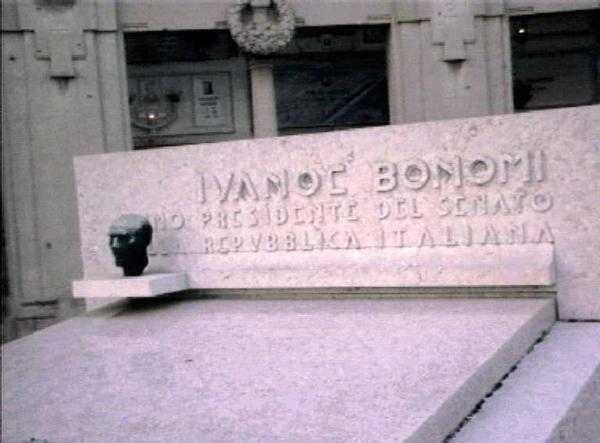 IVANOE BONOMI
PRESIDENTE DEL SENATO
REPVBBLICA ITALIANA